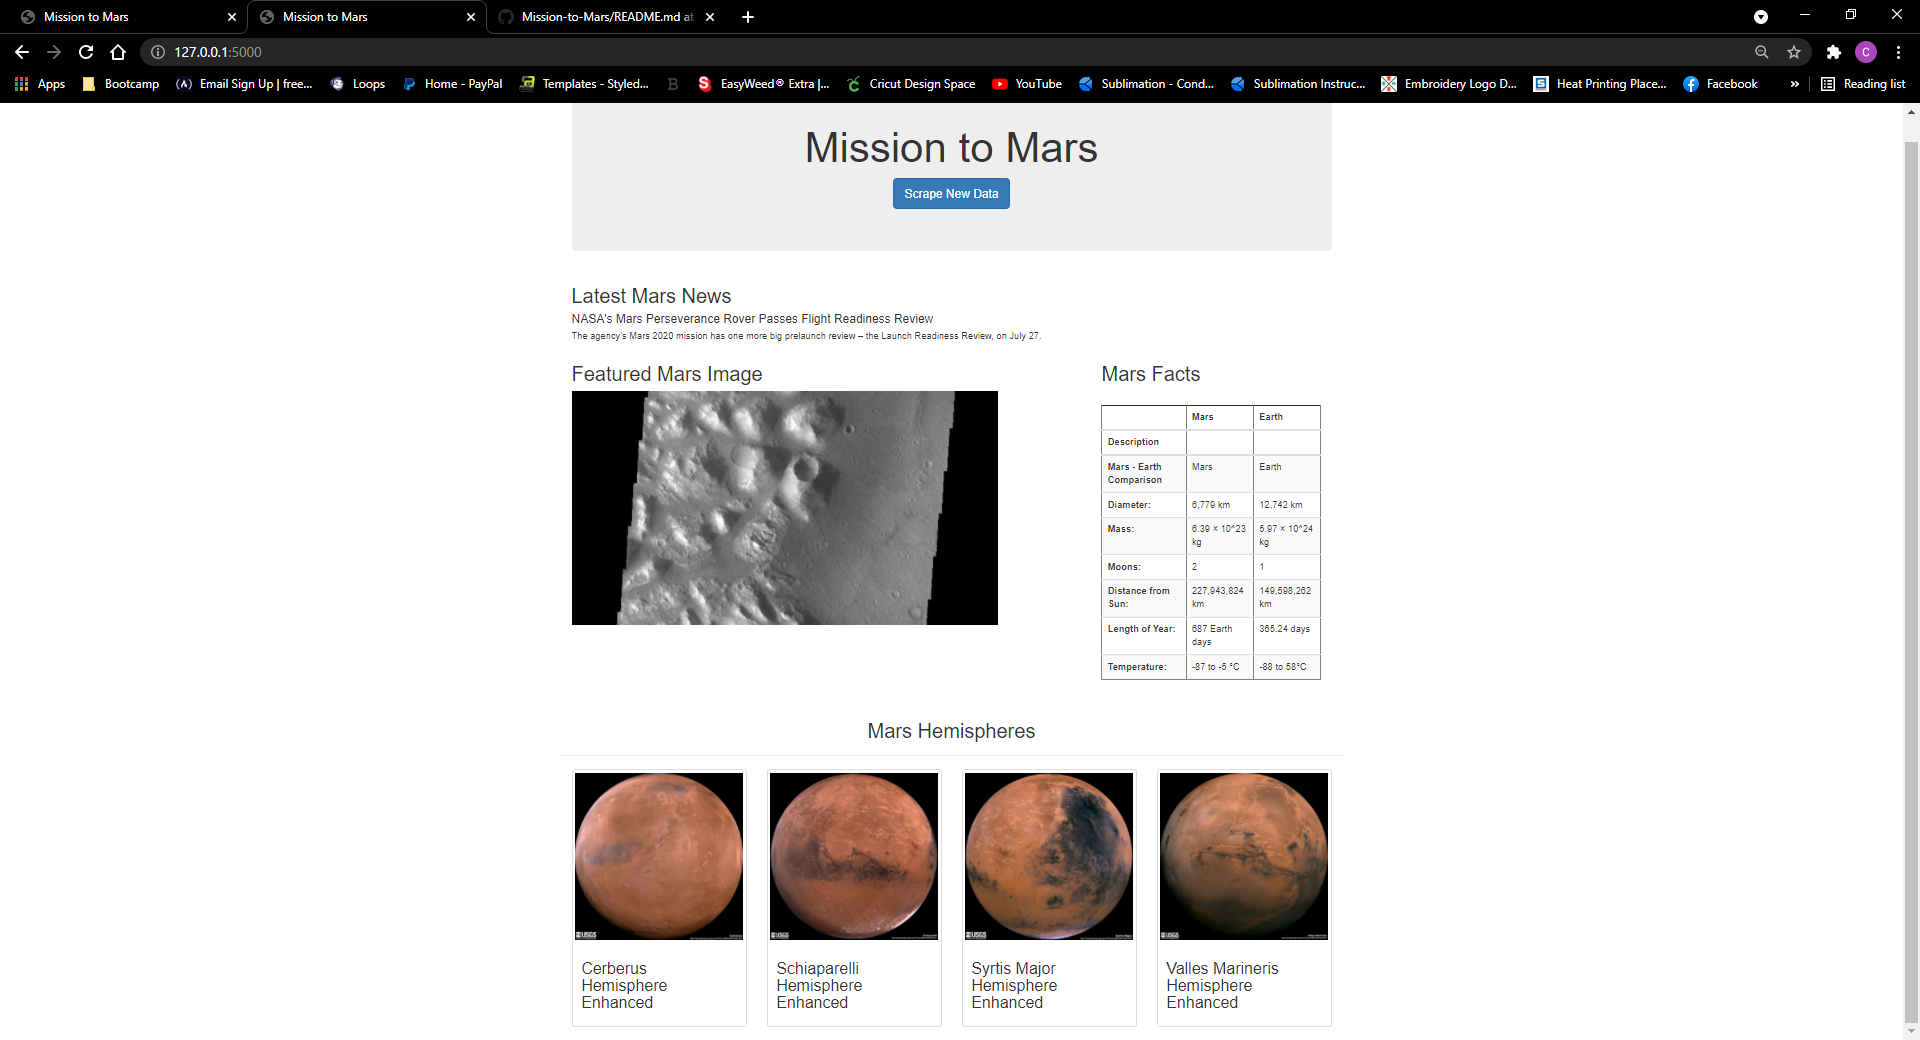 Mission to Mars
Mission to Mars
Mission-to-Mars/README.md at
127.0.0.1:5000
C
Apps
Bootcamp
Email Sign Up | free...
Loops
Home - PayPal
Templates - Styled...
EasyWeed® Extra |...
Cricut Design Space
YouTube
Sublimation - Cond...
Sublimation Instruc...
Embroidery Logo D...
Heat Printing Place...
Facebook
»
Reading list
Mission to Mars
Scrape New Data
Latest Mars News
NASA's Mars Perseverance Rover Passes Flight Readiness Review
The agency's Mars 2020 mission has one more big prelaunch review – the Launch Readiness Review, on July 27.
Featured Mars Image
Mars Facts
Mars Earth
Description
Mars - Earth Comparison Mars Earth
Diameter: 6,779 km 12,742 km
Mass: 6.39 × 10^23 kg 5.97 × 10^24 kg
Moons: 2 1
Distance from Sun: 227,943,824 km 149,598,262 km
Length of Year: 687 Earth days 365.24 days
Temperature: -87 to -5 °C -88 to 58°C
Mars Hemispheres
USGS
USGS
USGS
USGS
Cerberus
Hemisphere
Enhanced
Schiaparelli
Hemisphere
Enhanced
Syrtis Major
Hemisphere
Enhanced
Valles Marineris
Hemisphere
Enhanced